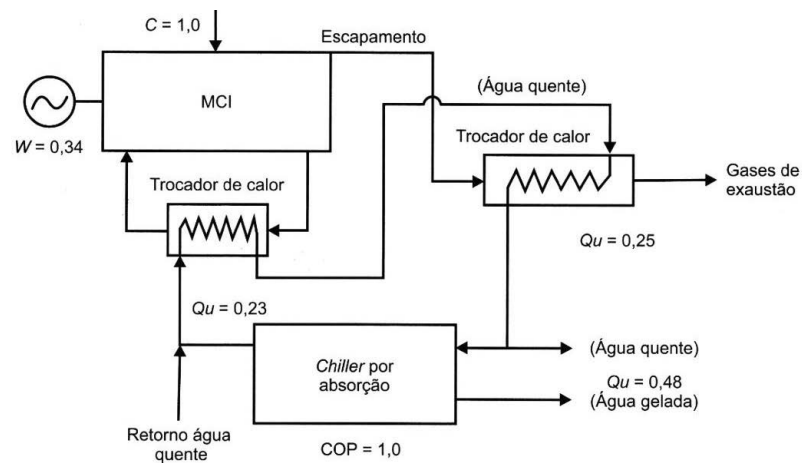 C = 1,0
Escapamento
MCI
(Água quente)
W = 0,34
Trocador de calor
Trocador de calor
Gases de
exaustão
Qu = 0,25
Qu = 0,23
Chiller por
absorção
(Água quente)
Qu = 0,48
(Água gelada)
Retorno água
quente
COP = 1,0